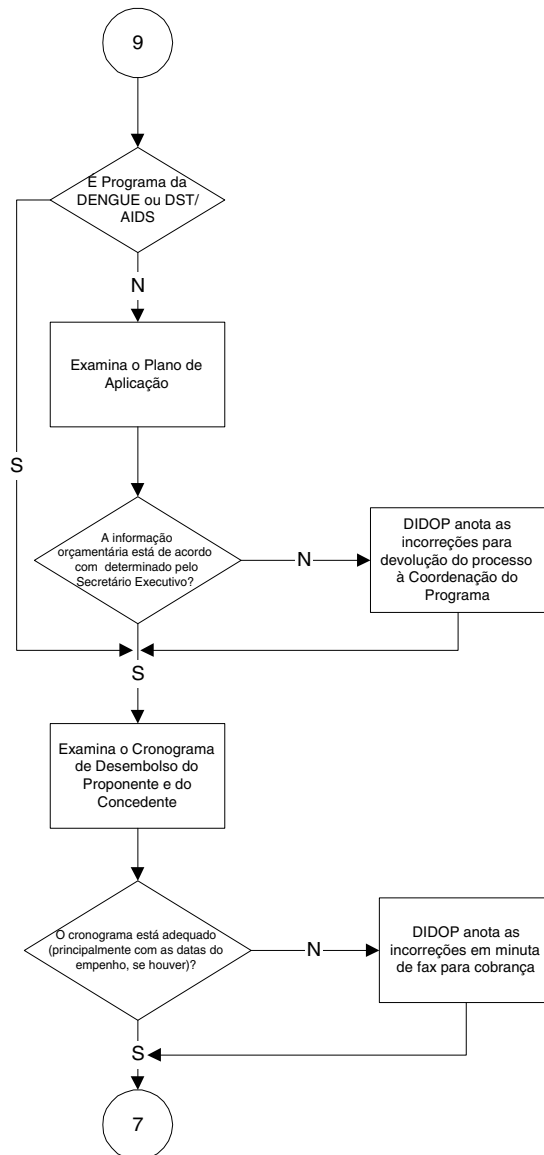 9
É Programa da
DENGUE ou DST/
AIDS
N
Examina o Plano de
Aplicação
S
A informação
orçamentária está de acordo
com determinado pelo
Secretário Executivo?
N
DIDOP anota as
incorreções para
devolução do processo
à Coordenação do
Programa
S
Examina o Cronograma
de Desembolso do
Proponente e do
Concedente
O cronograma está adequado
(principalmente com as datas do
empenho, se houver)?
N
DIDOP anota as
incorreções em minuta
de fax para cobrança
S
7